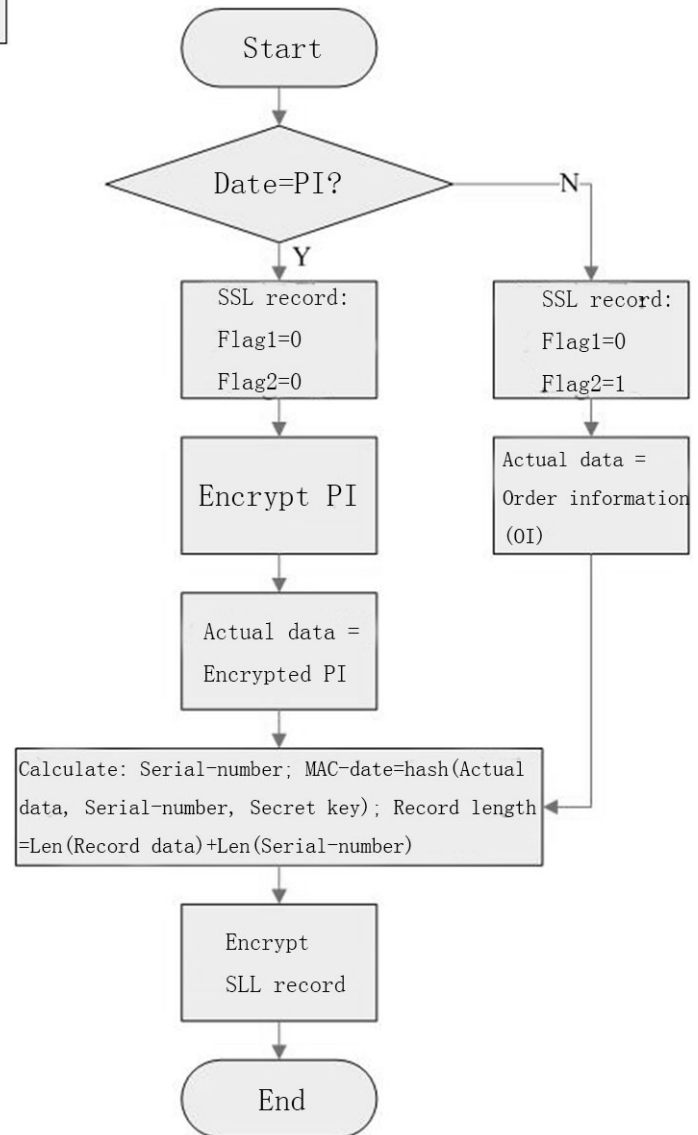 Start
Date=PI?
N
Y
SSL record:
Flag1=0
Flag2=0
SSL record:
Flag1=0
Flag2=1
Encrypt PI
Actual data =
Order information
(OI)
Actual data =
Encrypted PI
Calculate: Serial-number; MAC-date=hash(Actual
data, Serial-number, Secret key); Record length
=Len(Record data)+Len(Serial-number)
Encrypt
SLL record
End